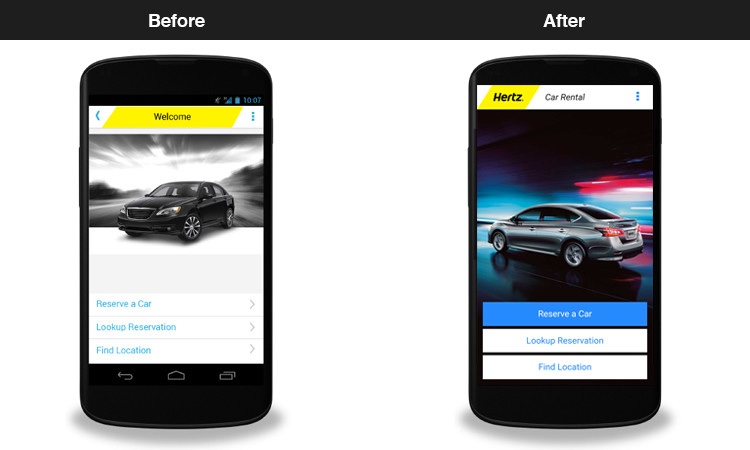 Before
After
10:07
Welcome
Reserve a Car
Lookup Reservation
Find Location
Hertz. Car Rental
Reserve a Car
Lookup Reservation
Find Location